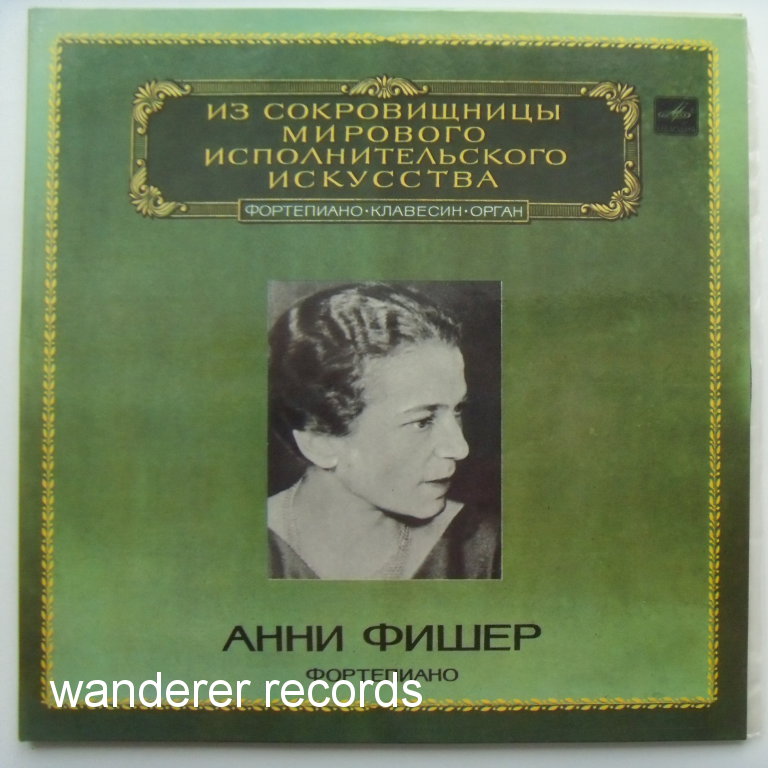 ИЗ СОКРОВИЩНИЦЫ
МИРОВОГО
ИСПОЛНИТЕЛЬСКОГО
ИСКУССТВА
ФОРТЕПИАНО·КЛАВЕСИН·ОРГАН
АННИ ФИШЕР
ФОРТЕПИАНО
wanderer records